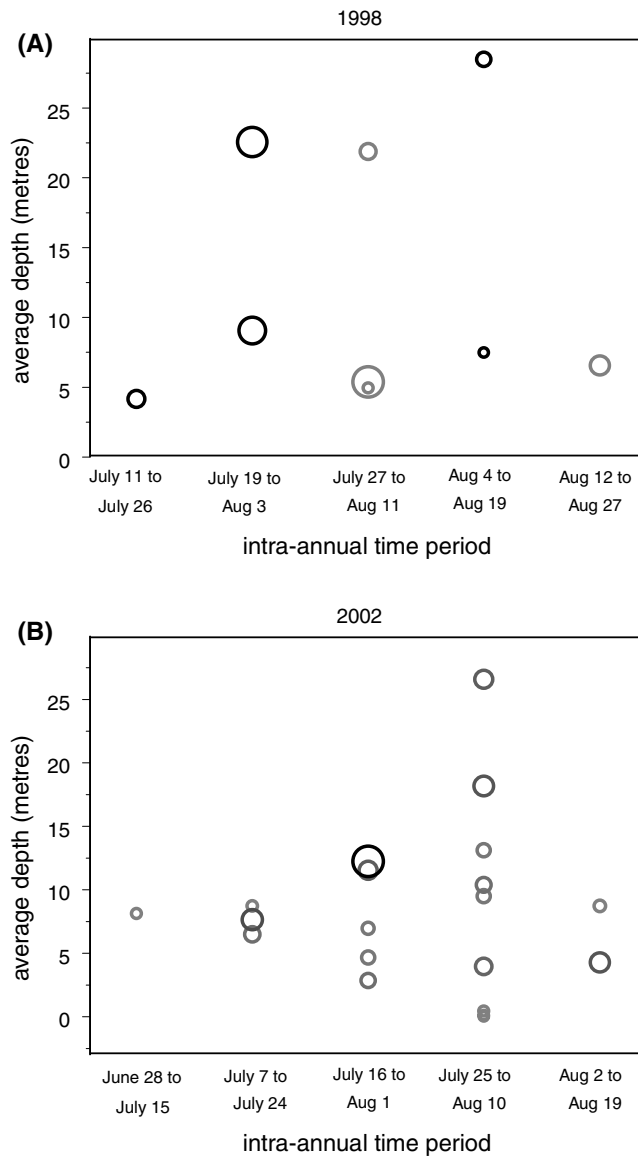 1998
(A)
average depth (metres)
25
20
15
10
5
0
July 11 to July 26
July 19 to Aug 3
July 27 to Aug 11
Aug 4 to Aug 19
Aug 12 to Aug 27
intra-annual time period
2002
(B)
average depth (metres)
25
20
15
10
5
0
June 28 to July 15
July 7 to July 24
July 16 to Aug 1
July 25 to Aug 10
Aug 2 to Aug 19
intra-annual time period